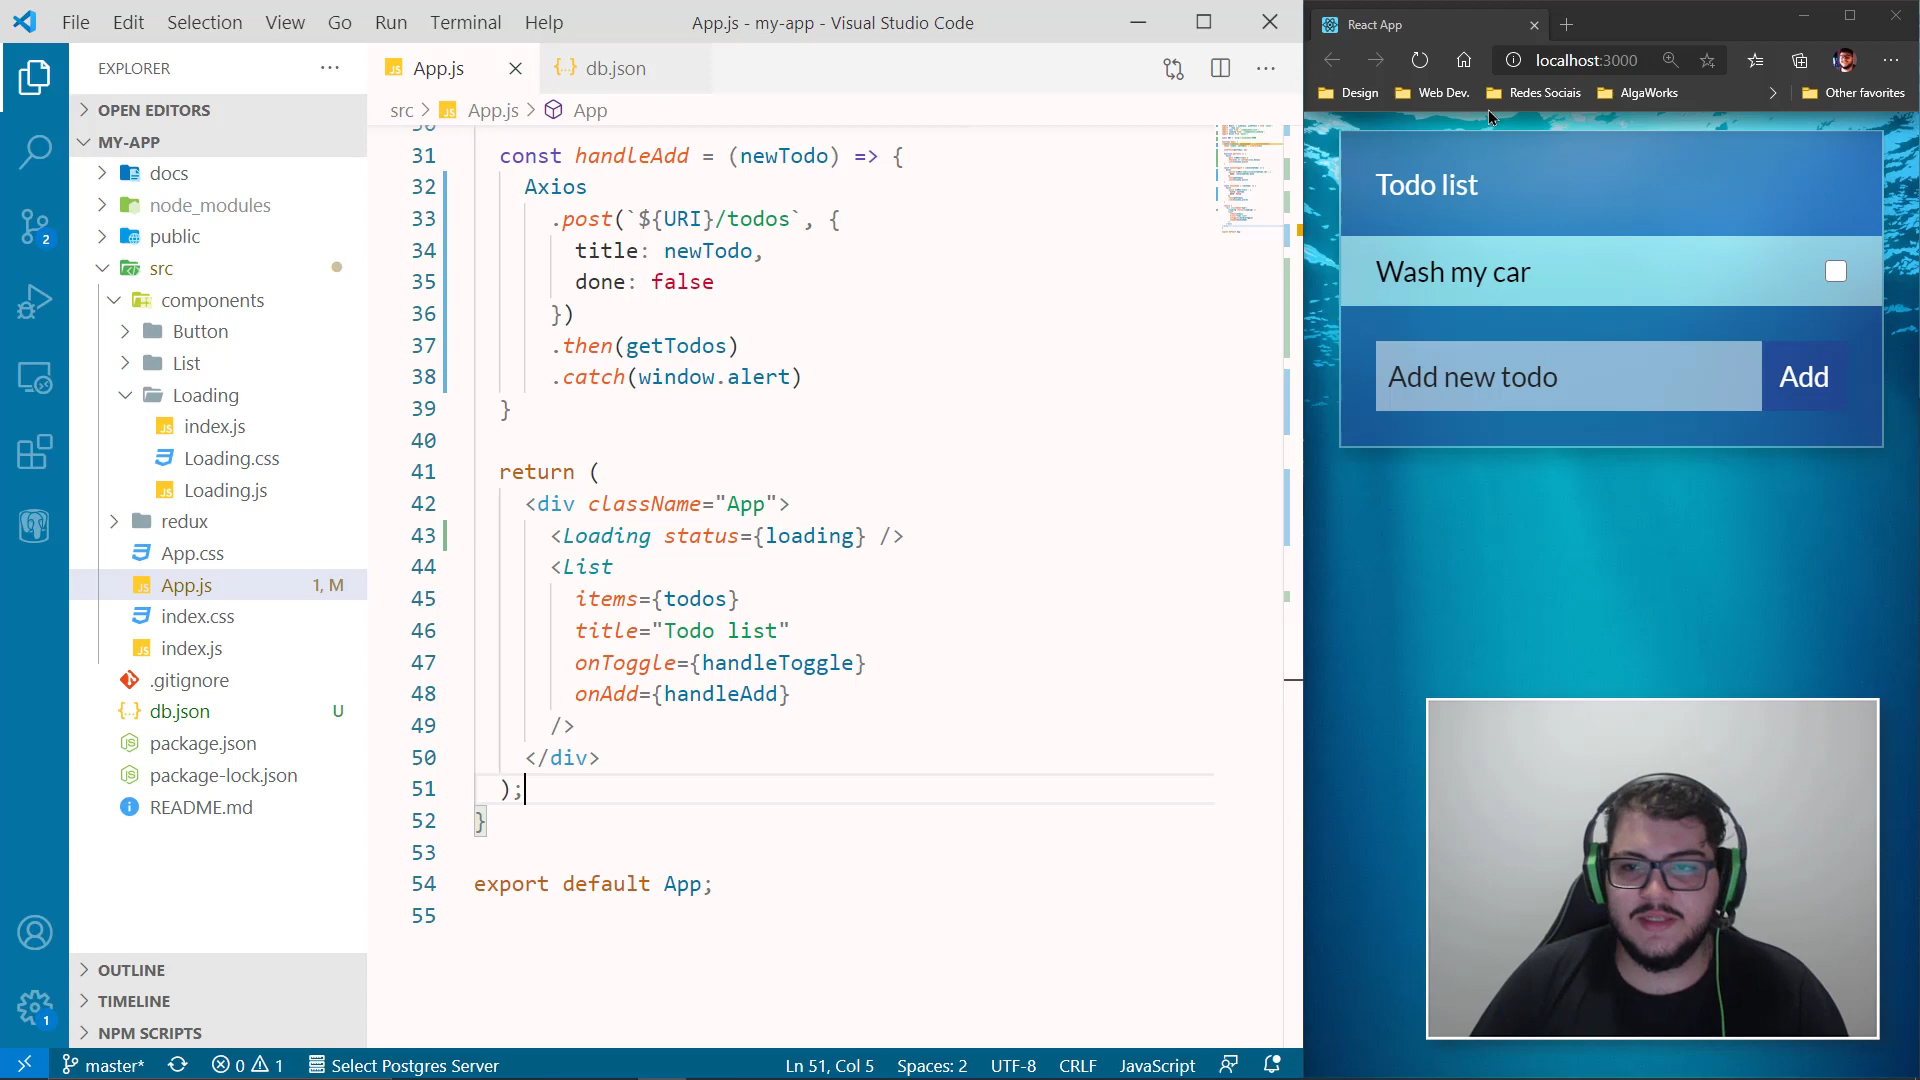 File Edit Selection View Go Run Terminal Help
App.js - my-app - Visual Studio Code
EXPLORER
OPEN EDITORS
MY-APP
docs
node_modules
public
src
components
Button
List
Loading
index.js
Loading.css
Loading.js
redux
App.css
App.js 1, M
index.css
index.js
.gitignore
db.json U
package.json
package-lock.json
README.md
OUTLINE
TIMELINE
NPM SCRIPTS
2
1
App.js
db.json
src > App.js > App
31 const handleAdd = (newTodo) => {
32 Axios
33 .post(`${URI}/todos`, {
34 title: newTodo,
35 done: false
36 })
37 .then(getTodos)
38 .catch(window.alert)
39 }
40
41 return (
42 <div className="App">
43 <Loading status={loading} />
44 <List
45 items={todos}
46 title="Todo list"
47 onToggle={handleToggle}
48 onAdd={handleAdd}
49 />
50 </div>
51 );
52 }
53
54 export default App;
55
master* 0 1 Select Postgres Server Ln 51, Col 5 Spaces: 2 UTF-8 CRLF JavaScript
React App
localhost:3000
Design Web Dev. Redes Sociais AlgaWorks Other favorites
Todo list
Wash my car
Add new todo
Add